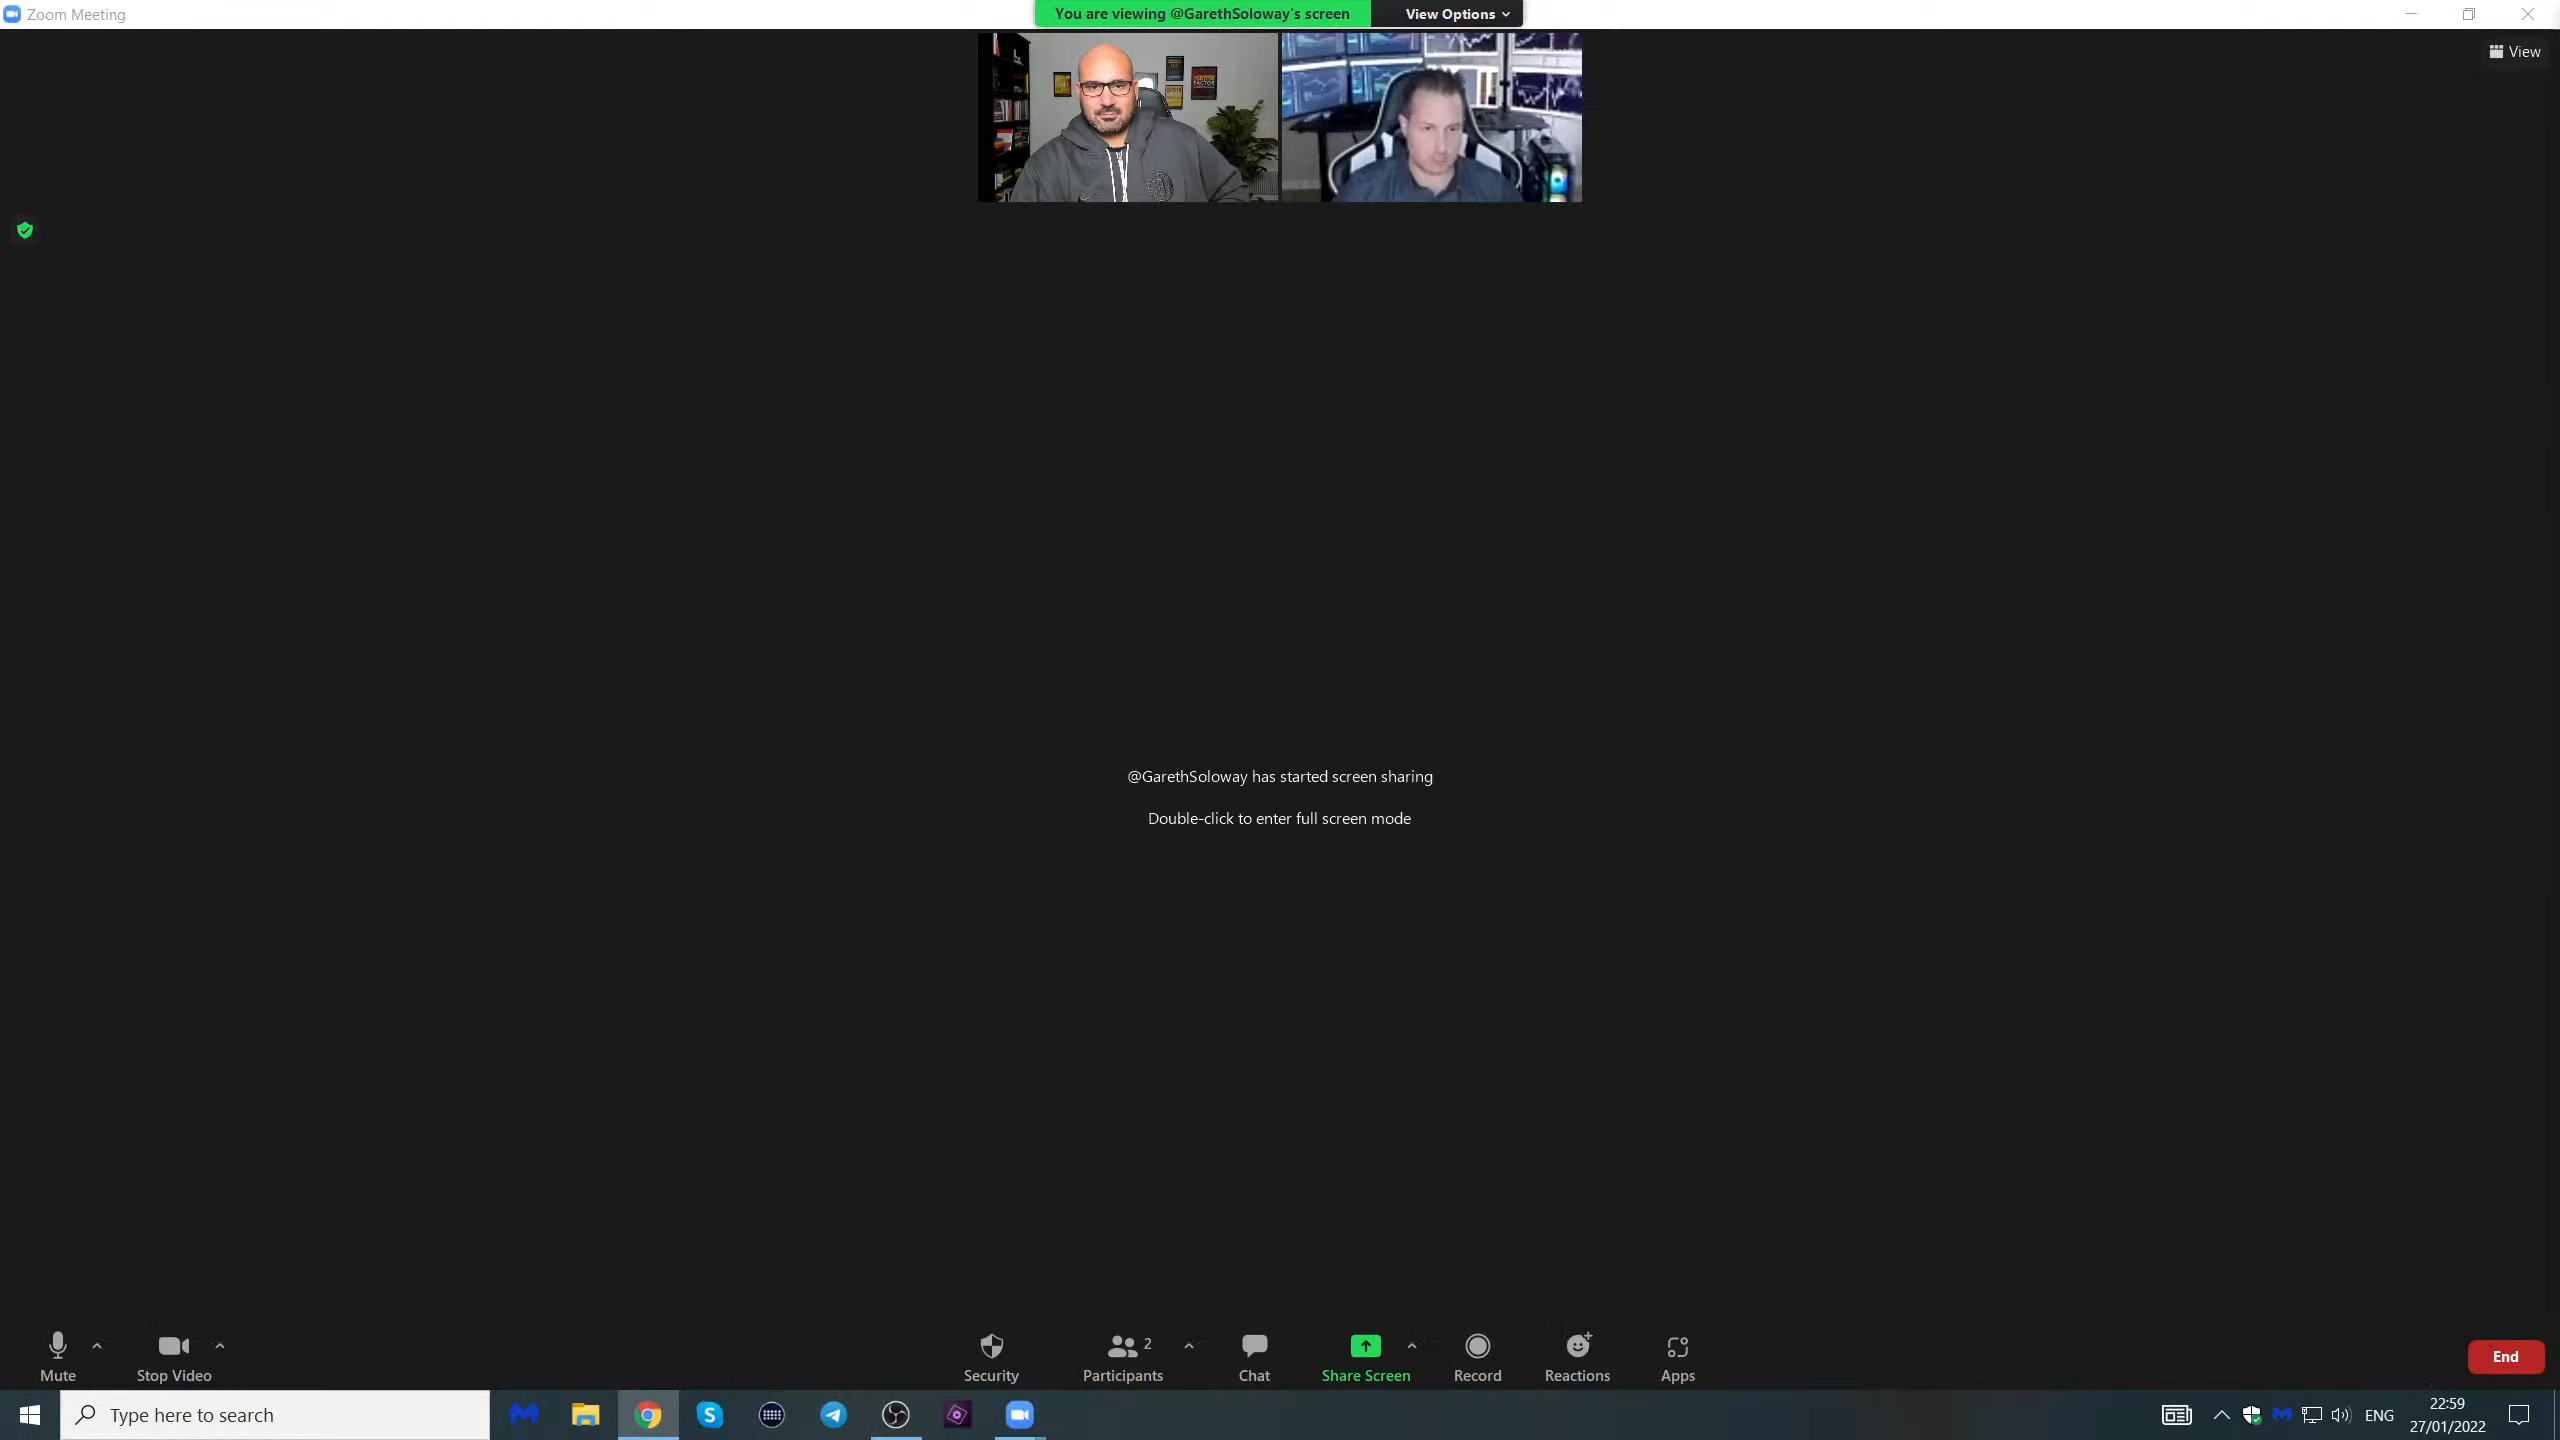 Zoom Meeting
You are viewing @GarethSoloway's screen
View Options
View
@GarethSoloway has started screen sharing
Double-click to enter full screen mode
Mute
Stop Video
Security
Participants
2
Chat
Share Screen
Record
Reactions
Apps
End
Type here to search
ENG
22:59
27/01/2022